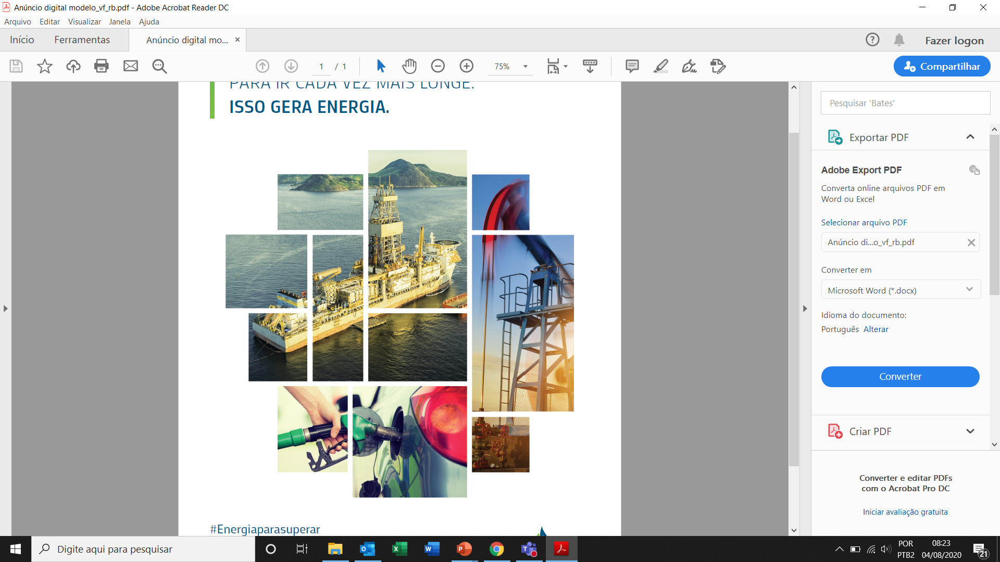 Anúncio digital modelo_vf_rb.pdf - Adobe Acrobat Reader DC
Arquivo Editar Visualizar Janela Ajuda
Início Ferramentas Anúncio digital mo... × Fazer logon
1 / 1 75% Compartilhar
PARA IR CADA VEZ MAIS LONGE.
ISSO GERA ENERGIA.
#Energiaparasuperar
Pesquisar 'Bates'
Exportar PDF
Adobe Export PDF
Converta online arquivos PDF em
Word ou Excel
Selecionar arquivo PDF
Anúncio di...o_vf_rb.pdf
Converter em
Microsoft Word (*.docx)
Idioma do documento:
Português Alterar
Converter
Criar PDF
Converter e editar PDFs
com o Acrobat Pro DC
Iniciar avaliação gratuita
Digite aqui para pesquisar
POR
PTB2
08:23
04/08/2020
21